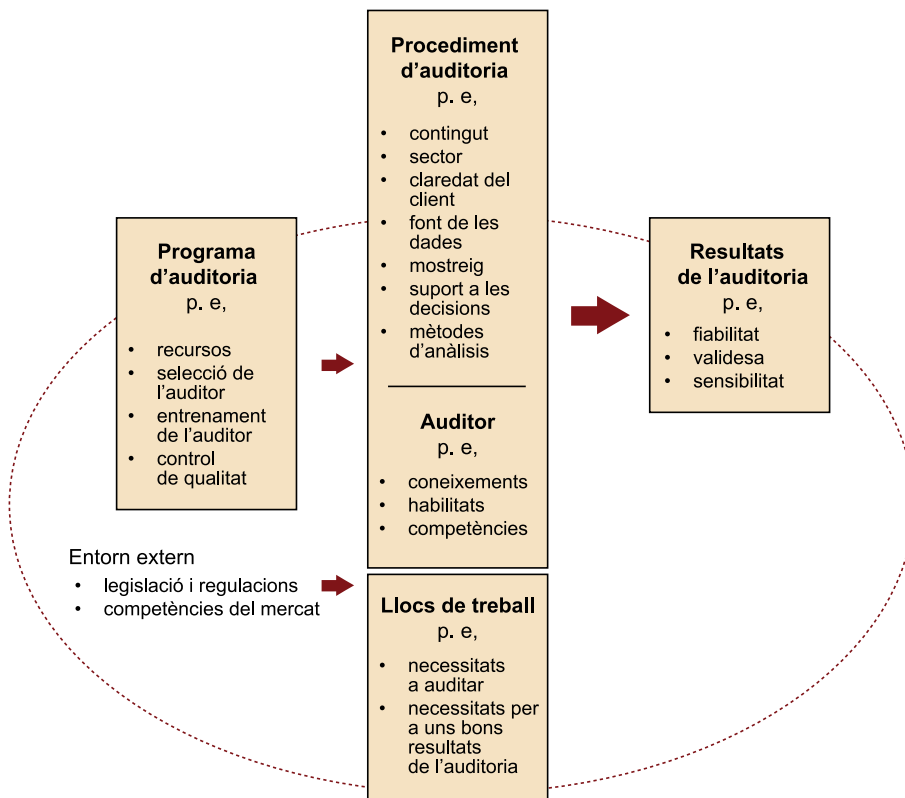 Programa
d’auditoria
p. e,
• recursos
• selecció de
l’auditor
• entrenament
de l’auditor
• control
de qualitat
Entorn extern
• legislació i regulacions
• competències del mercat
Procediment
d’auditoria
p. e,
• contingut
• sector
• claredat del
client
• font de les
dades
• mostreig
• suport a les
decisions
• mètodes
d’anàlisis
Auditor
p. e,
• coneixements
• habilitats
• competències
Llocs de treball
p. e,
• necessitats
a auditar
• necessitats per
a uns bons
resultats
de l’auditoria
Resultats
de l’auditoria
p. e,
• fiabilitat
• validesa
• sensibilitat